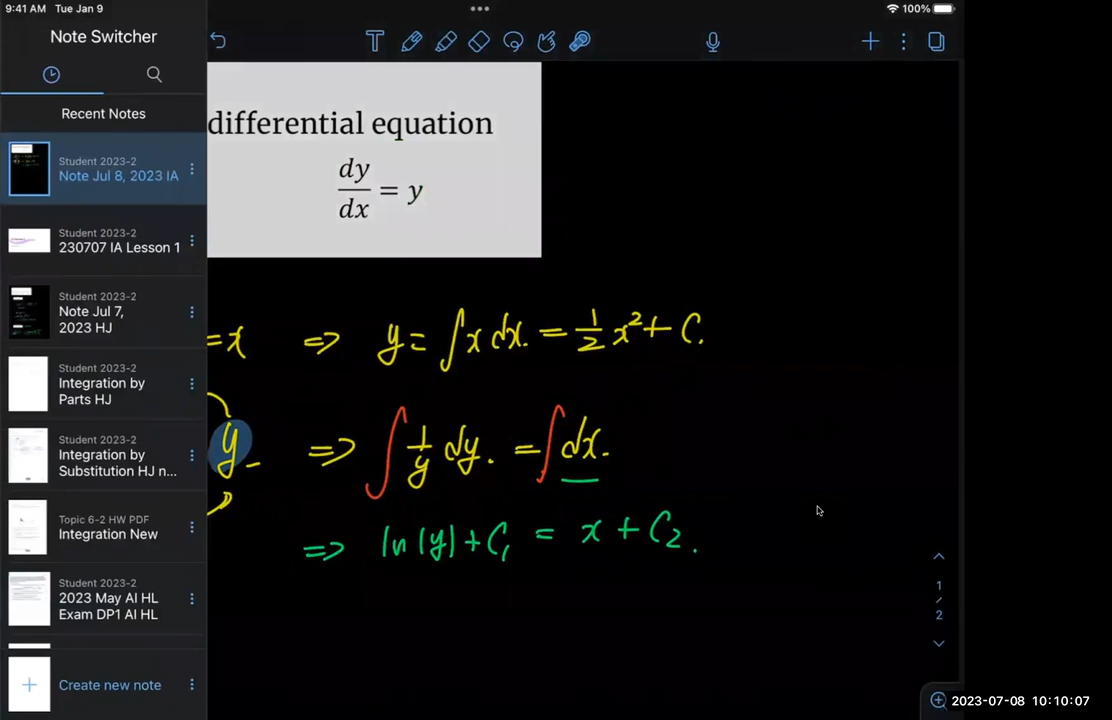 9:41 AM Tue Jan 9
100%
Note Switcher
Recent Notes
Student 2023-2
Note Jul 8, 2023 IA
Student 2023-2
230707 IA Lesson 1
Student 2023-2
Note Jul 7,
2023 HJ
Student 2023-2
Integration by
Parts HJ
Student 2023-2
Integration by
Substitution HJ n...
Topic 6-2 HW PDF
Integration New
Student 2023-2
2023 May AI HL
Exam DP1 AI HL
Create new note
T
differential equation
dy/dx = y
=x ⇒ y = ∫x dx. = 1/2 x² + C.
y ⇒ ∫ 1/y dy. = ∫ dx.
⇒ ln|y| + C₁ = x + C₂.
1
/
2
2023-07-08 10:10:07